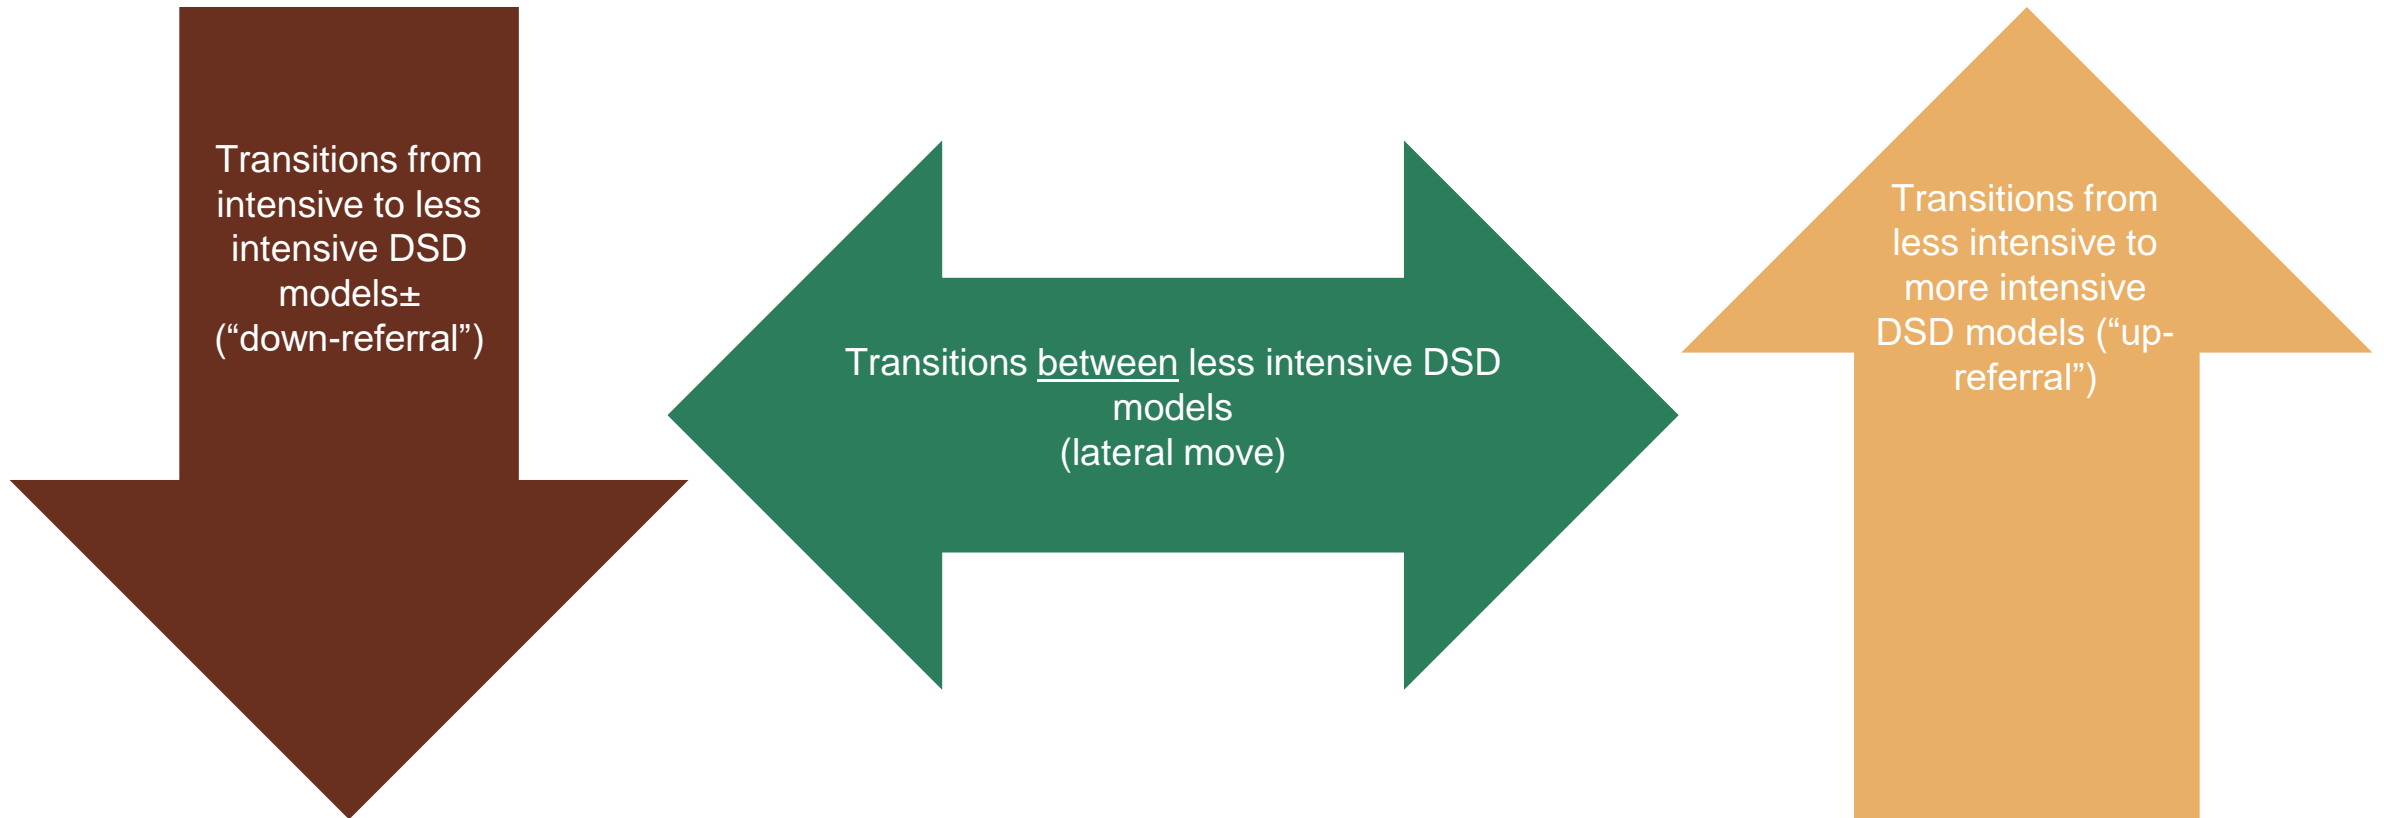 Transitions from
intensive to less
intensive DSD
models±
(“down-referral”)
Transitions between less intensive DSD
models
(lateral move)
Transitions from
less intensive to
more intensive
DSD models (“up-
referral”)